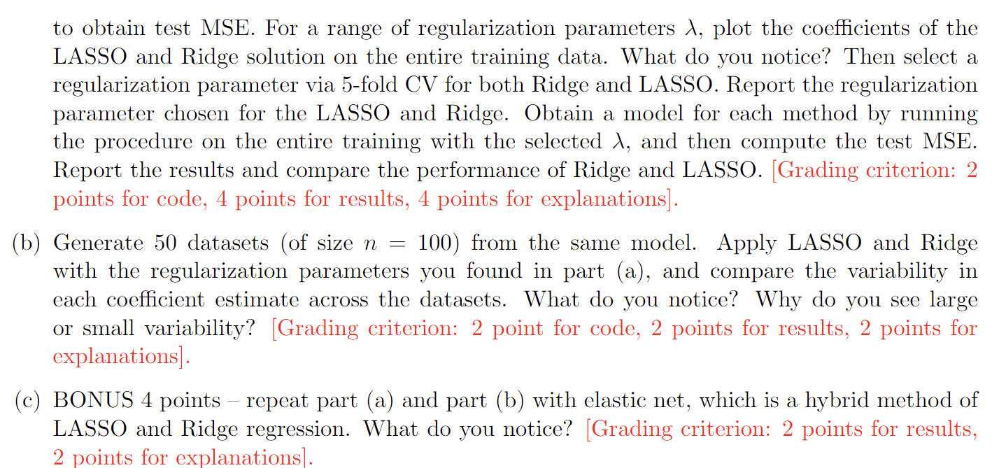 to obtain test MSE. For a range of regularization parameters λ, plot the coefficients of the
LASSO and Ridge solution on the entire training data. What do you notice? Then select a
regularization parameter via 5-fold CV for both Ridge and LASSO. Report the regularization
parameter chosen for the LASSO and Ridge. Obtain a model for each method by running
the procedure on the entire training with the selected λ, and then compute the test MSE.
Report the results and compare the performance of Ridge and LASSO. [Grading criterion: 2
points for code, 4 points for results, 4 points for explanations].
(b) Generate 50 datasets (of size n = 100) from the same model. Apply LASSO and Ridge
with the regularization parameters you found in part (a), and compare the variability in
each coefficient estimate across the datasets. What do you notice? Why do you see large
or small variability? [Grading criterion: 2 point for code, 2 points for results, 2 points for
explanations].
(c) BONUS 4 points – repeat part (a) and part (b) with elastic net, which is a hybrid method of
LASSO and Ridge regression. What do you notice? [Grading criterion: 2 points for results,
2 points for explanations].